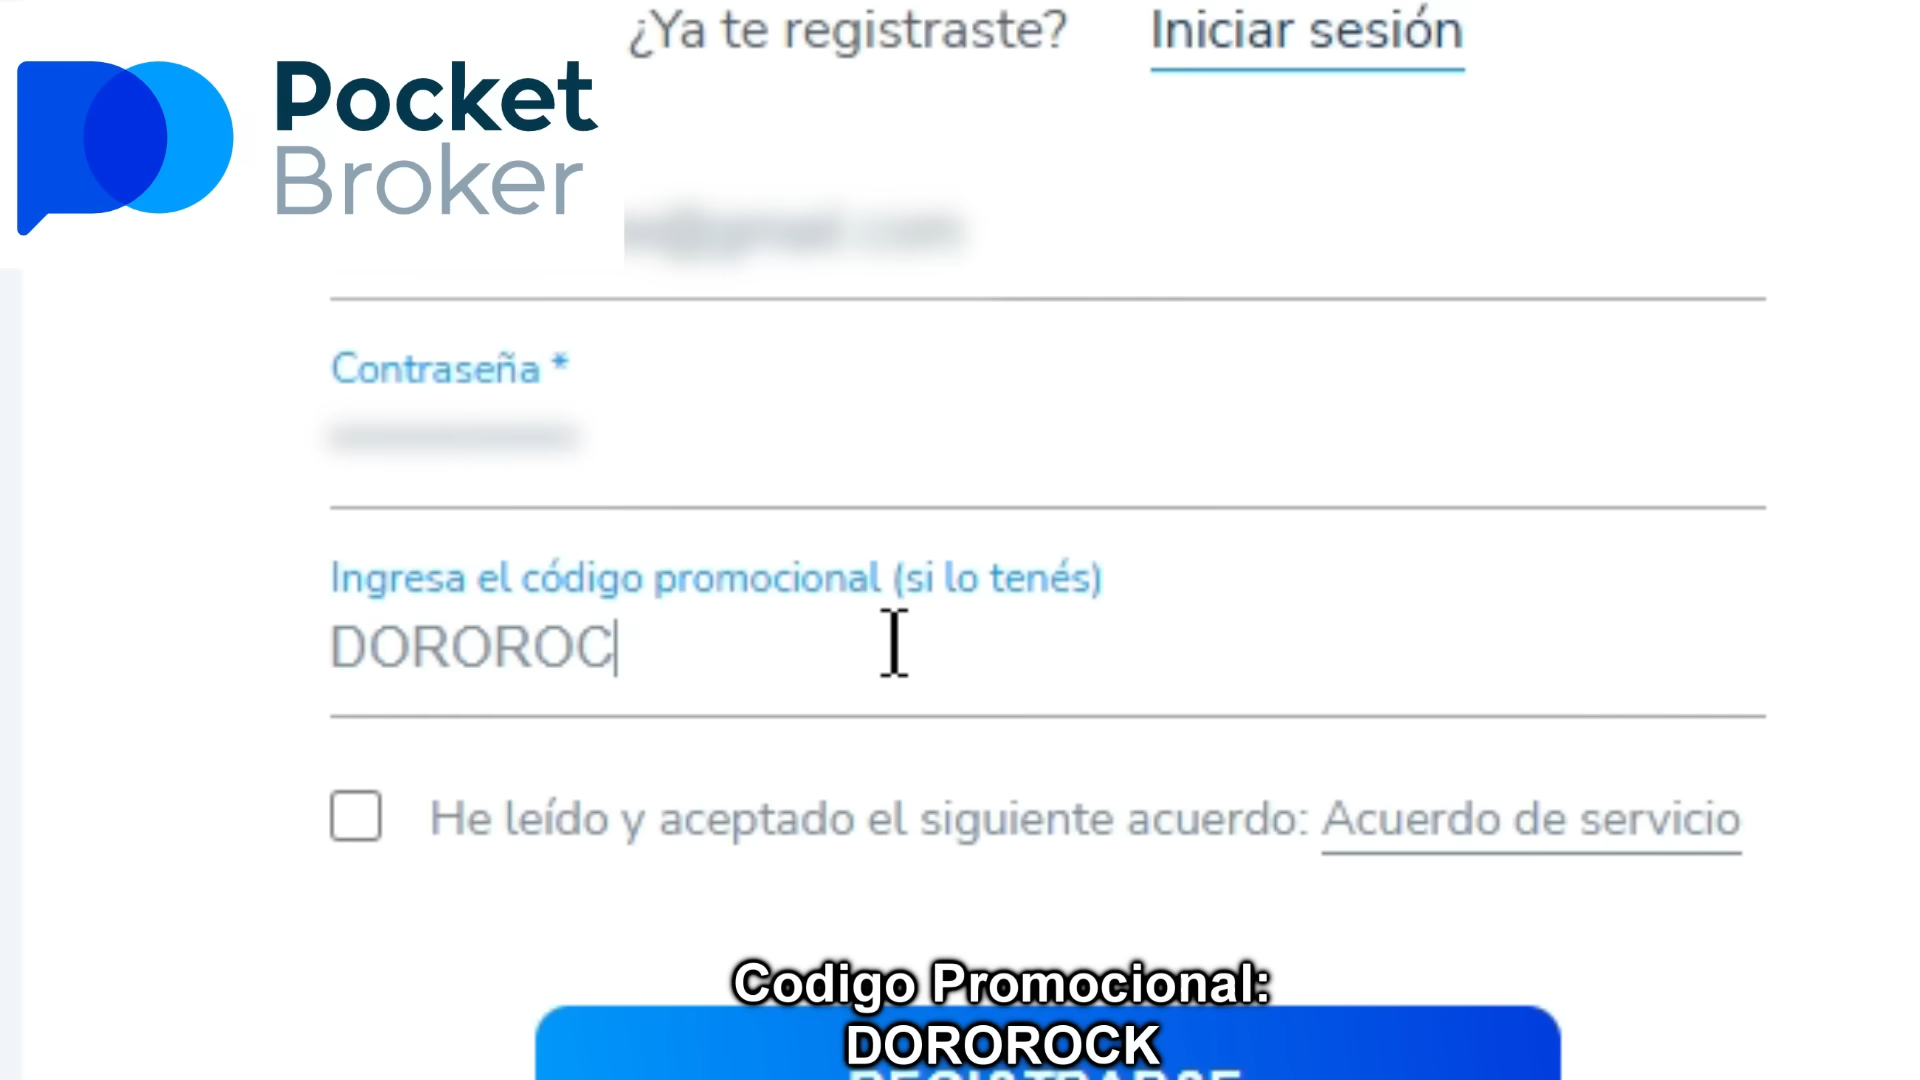 ¿Ya te registraste? Iniciar sesión
Pocket
Broker
Contraseña *
Ingresa el código promocional (si lo tenés)
DOROROC
He leído y aceptado el siguiente acuerdo: Acuerdo de servicio
Codigo Promocional:
DOROROCK